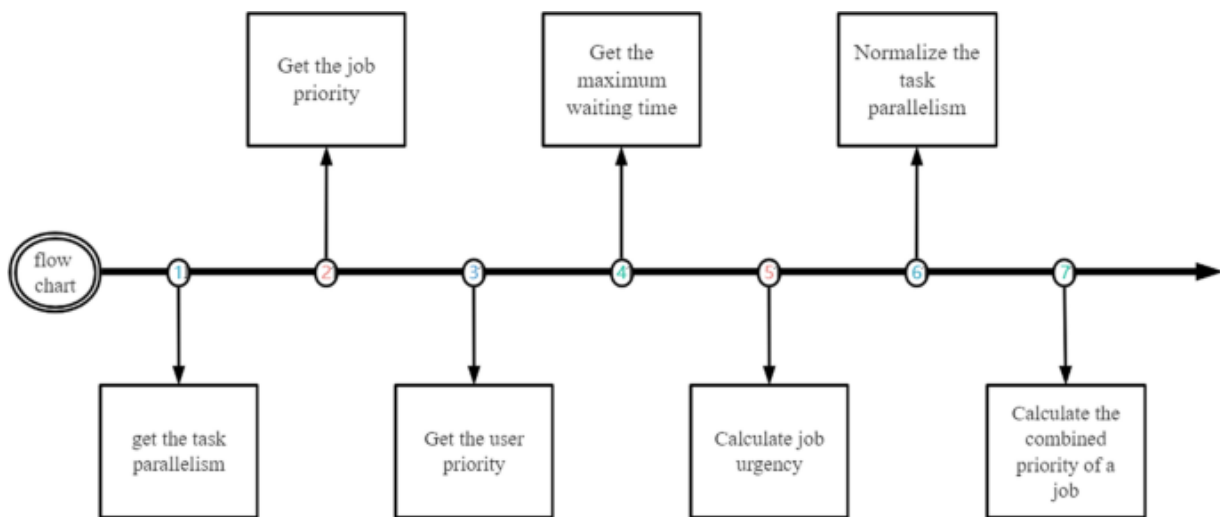 Get the job
priority
Get the
maximum
waiting time
Normalize the
task
parallelism
flow
chart
1
2
3
4
5
6
7
get the task
parallelism
Get the user
priority
Calculate job
urgency
Calculate the
combined
priority of a
job